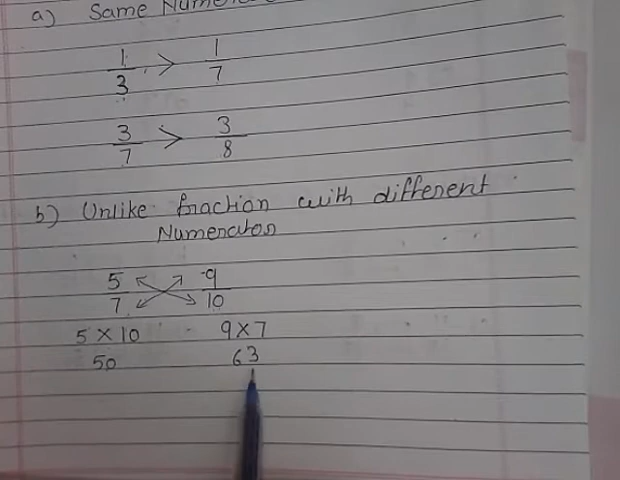 a) Same
1/3 > 1/7
3/7 > 3/8
b) Unlike fraction with different
Numerator
5/7 9/10
5 × 10 9 × 7
50 63